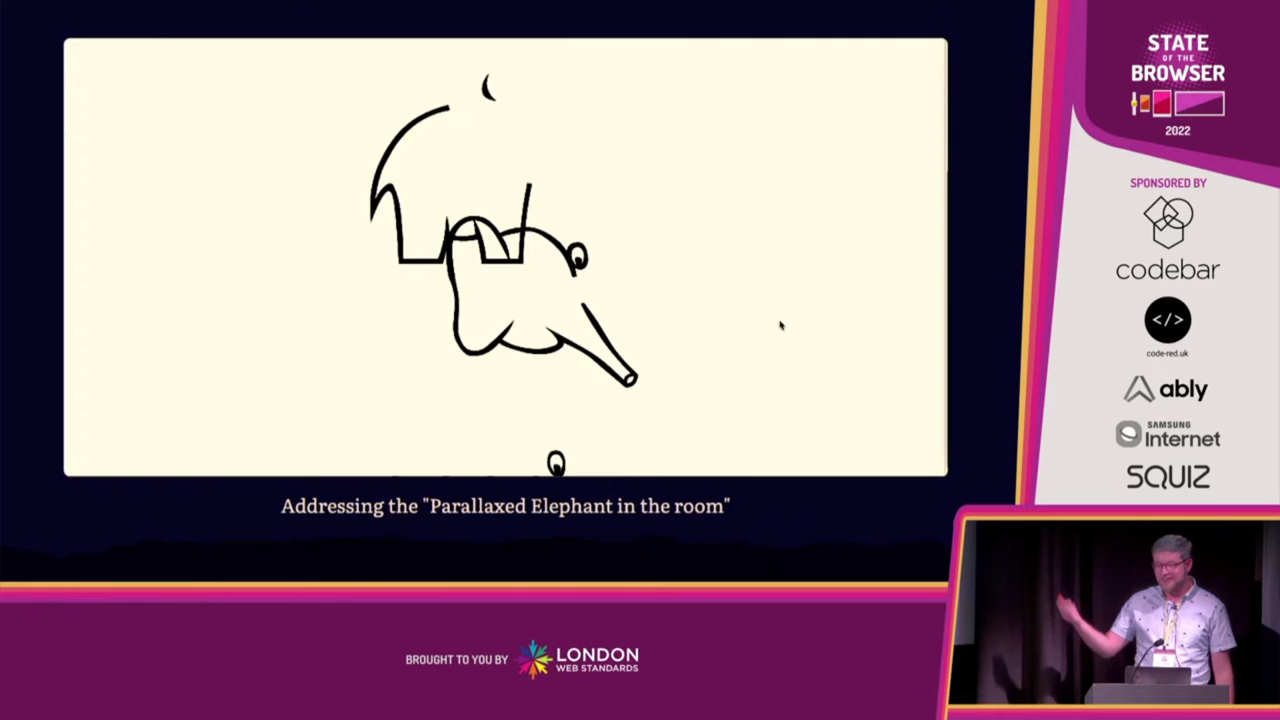 STATE
OF THE
BROWSER
2022
SPONSORED BY
codebar
</>
code-red.uk
ably
SAMSUNG
Internet
SQUIZ
Addressing the "Parallaxed Elephant in the room"
BROUGHT TO YOU BY
LONDON
WEB STANDARDS